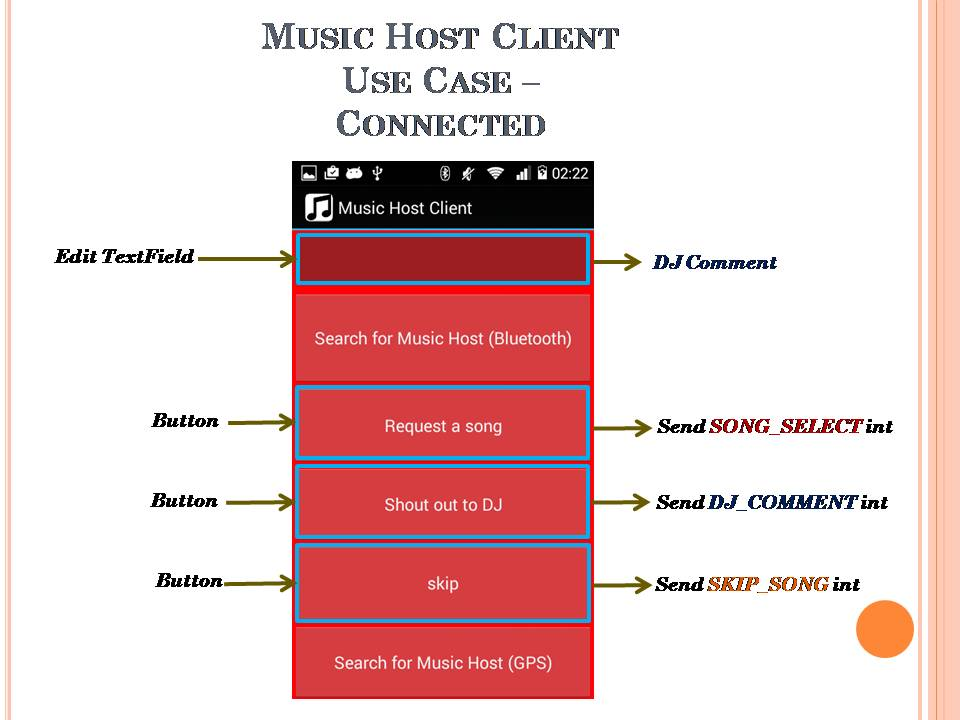 MUSIC HOST CLIENT
USE CASE –
CONNECTED
02:22
Music Host Client
Edit TextField
DJ Comment
Search for Music Host (Bluetooth)
Button
Request a song
Send SONG_SELECT int
Button
Shout out to DJ
Send DJ_COMMENT int
Button
skip
Send SKIP_SONG int
Search for Music Host (GPS)